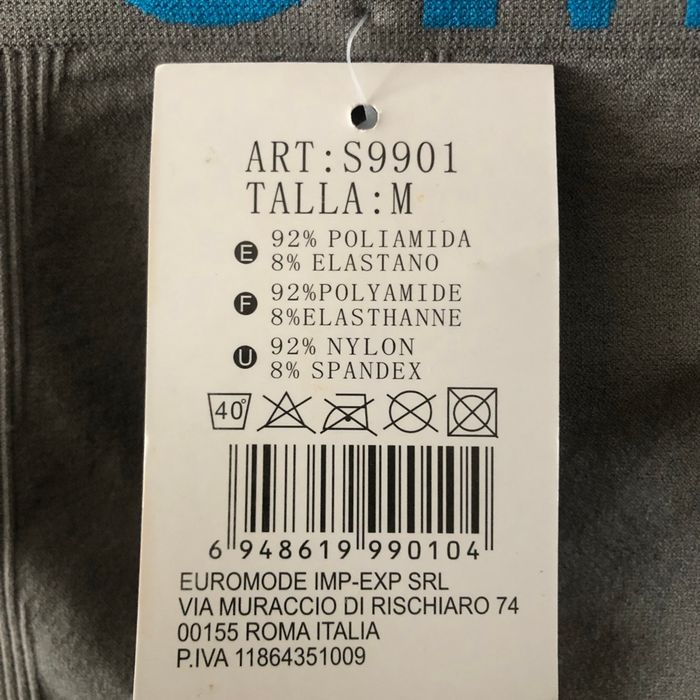 ART:S9901
TALLA:M
E 92% POLIAMIDA
8% ELASTANO
F 92%POLYAMIDE
8%ELASTHANNE
U 92% NYLON
8% SPANDEX
40°
6 948619 990104
EUROMODE IMP-EXP SRL
VIA MURACCIO DI RISCHIARO 74
00155 ROMA ITALIA
P.IVA 11864351009